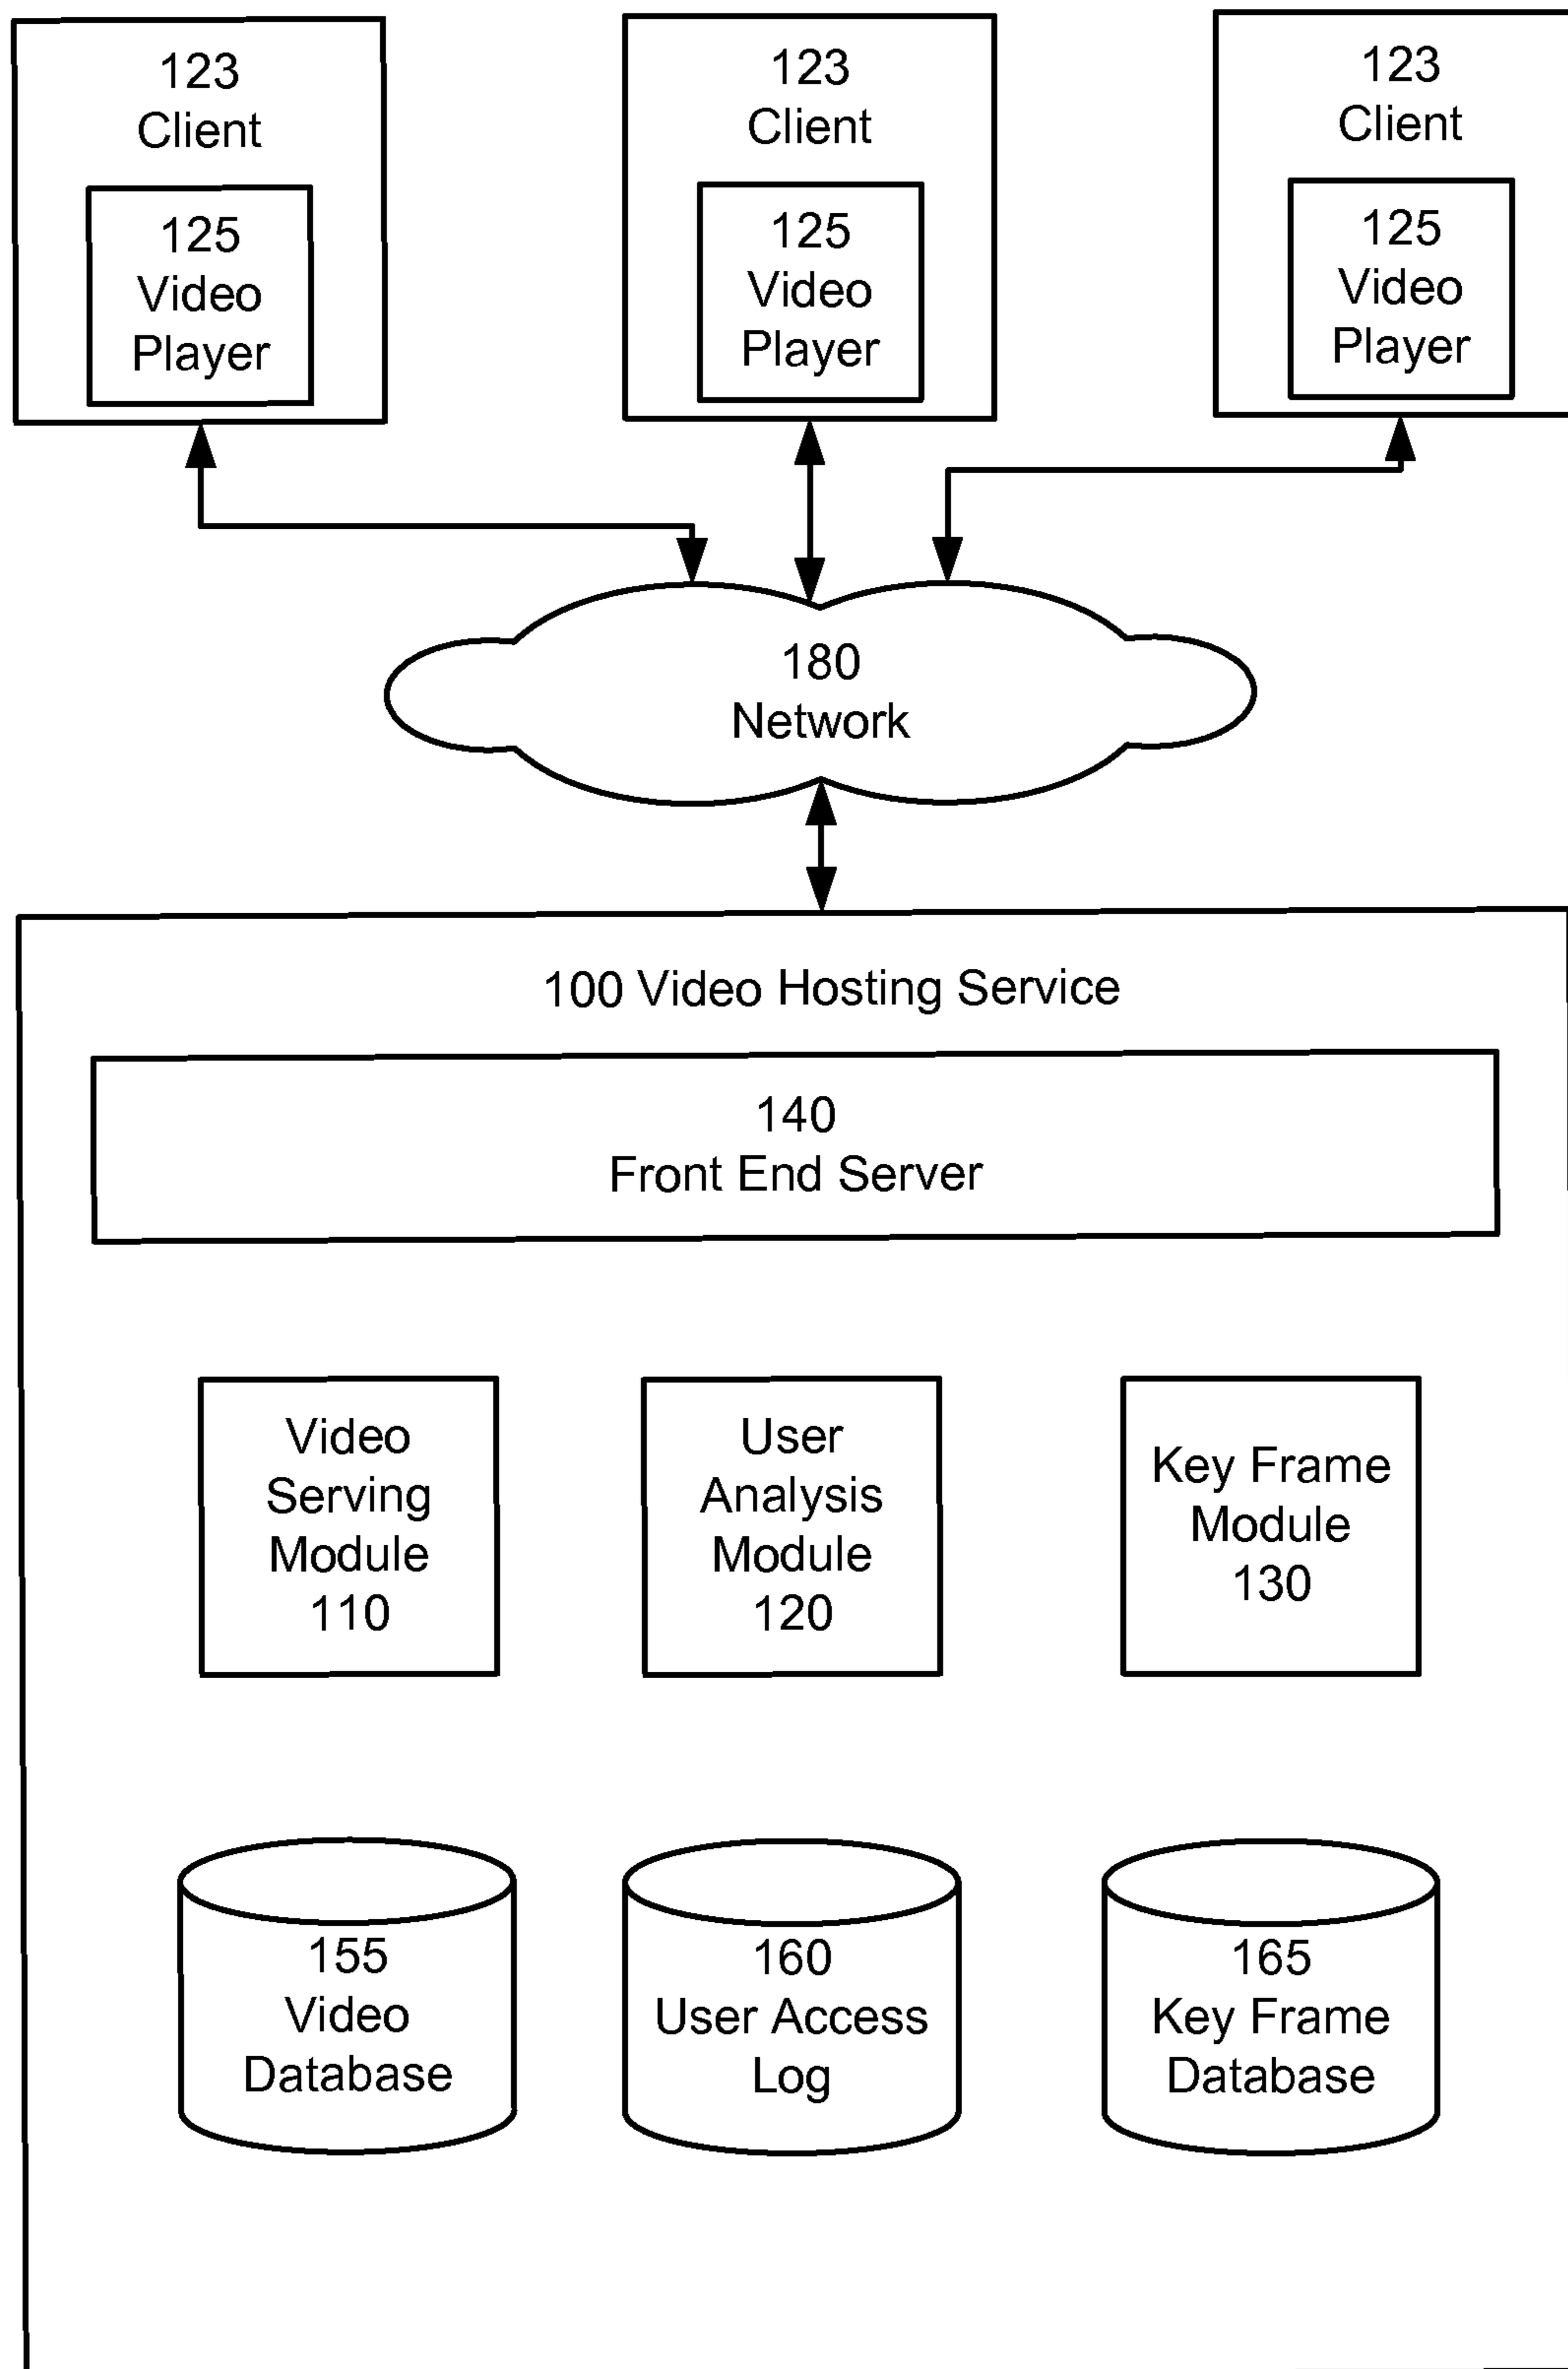 123
Client
125
Video
Player
123
Client
125
Video
Player
123
Client
125
Video
Player
180
Network
100 Video Hosting Service
140
Front End Server
Video
Serving
Module
110
User
Analysis
Module
120
Key Frame
Module
130
155
Video
Database
160
User Access
Log
165
Key Frame
Database